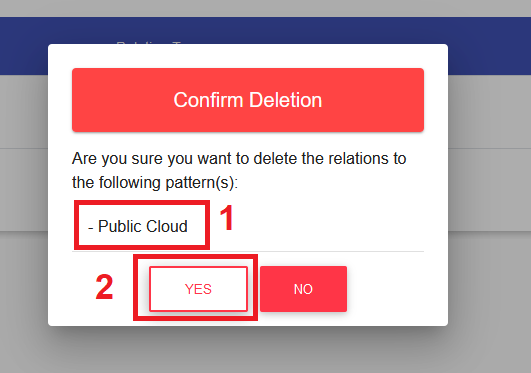 Confirm Deletion
Are you sure you want to delete the relations to
the following pattern(s):
- Public Cloud
1
2
YES
NO